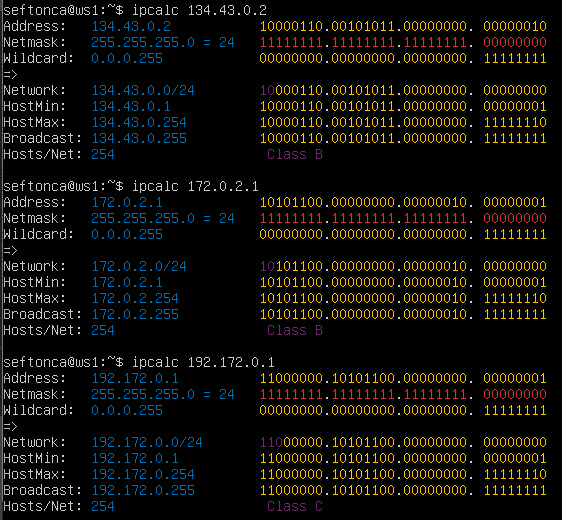 seftonca@ws1:~$ ipcalc 134.43.0.2
Address:   134.43.0.2            10000110.00101011.00000000. 00000010
Netmask:   255.255.255.0 = 24    11111111.11111111.11111111. 00000000
Wildcard:  0.0.0.255             00000000.00000000.00000000. 11111111
=>
Network:   134.43.0.0/24         10000110.00101011.00000000. 00000000
HostMin:   134.43.0.1            10000110.00101011.00000000. 00000001
HostMax:   134.43.0.254          10000110.00101011.00000000. 11111110
Broadcast: 134.43.0.255          10000110.00101011.00000000. 11111111
Hosts/Net: 254                    Class B
seftonca@ws1:~$ ipcalc 172.0.2.1
Address:   172.0.2.1             10101100.00000000.00000010. 00000001
Netmask:   255.255.255.0 = 24    11111111.11111111.11111111. 00000000
Wildcard:  0.0.0.255             00000000.00000000.00000000. 11111111
=>
Network:   172.0.2.0/24          10101100.00000000.00000010. 00000000
HostMin:   172.0.2.1             10101100.00000000.00000010. 00000001
HostMax:   172.0.2.254           10101100.00000000.00000010. 11111110
Broadcast: 172.0.2.255           10101100.00000000.00000010. 11111111
Hosts/Net: 254                    Class B
seftonca@ws1:~$ ipcalc 192.172.0.1
Address:   192.172.0.1           11000000.10101100.00000000. 00000001
Netmask:   255.255.255.0 = 24    11111111.11111111.11111111. 00000000
Wildcard:  0.0.0.255             00000000.00000000.00000000. 11111111
=>
Network:   192.172.0.0/24        11000000.10101100.00000000. 00000000
HostMin:   192.172.0.1           11000000.10101100.00000000. 00000001
HostMax:   192.172.0.254         11000000.10101100.00000000. 11111110
Broadcast: 192.172.0.255         11000000.10101100.00000000. 11111111
Hosts/Net: 254                    Class C